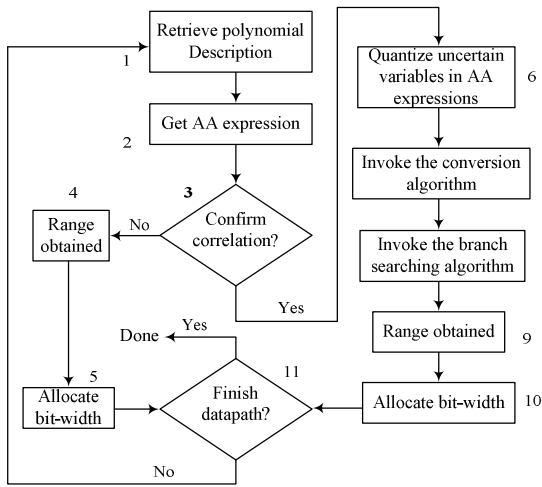 Retrieve polynomial
Description
1
Get AA expression
2
3
Confirm
correlation?
No
Yes
4
Range
obtained
5
Allocate
bit-width
Quantize uncertain
variables in AA
expressions
6
Invoke the conversion
algorithm
Invoke the branch
searching algorithm
Range obtained
9
Allocate bit-width
10
11
Finish
datapath?
Yes
Done
No